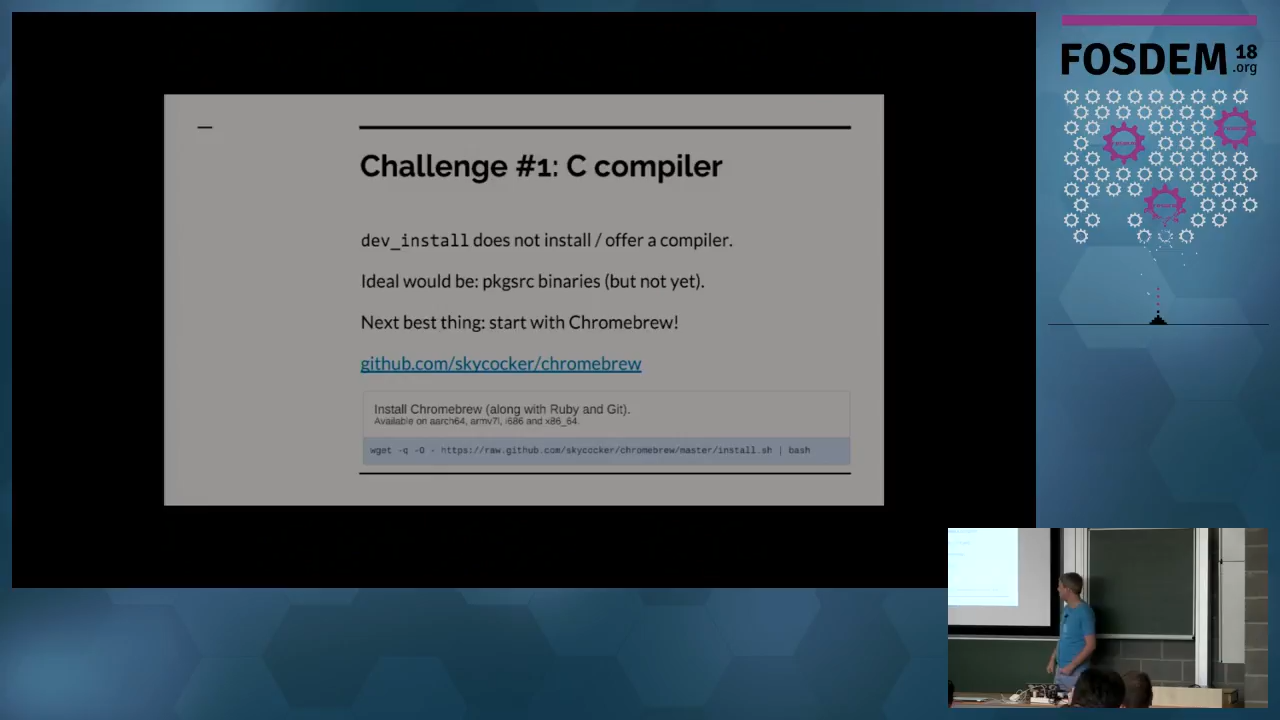 FOSDEM 18
.org
Challenge #1: C compiler
dev_install does not install / offer a compiler.
Ideal would be: pkgsrc binaries (but not yet).
Next best thing: start with Chromebrew!
github.com/skycocker/chromebrew
Install Chromebrew (along with Ruby and Git).
Available on aarch64, armv7l, i686 and x86_64.
wget -q -O - https://raw.github.com/skycocker/chromebrew/master/install.sh | bash